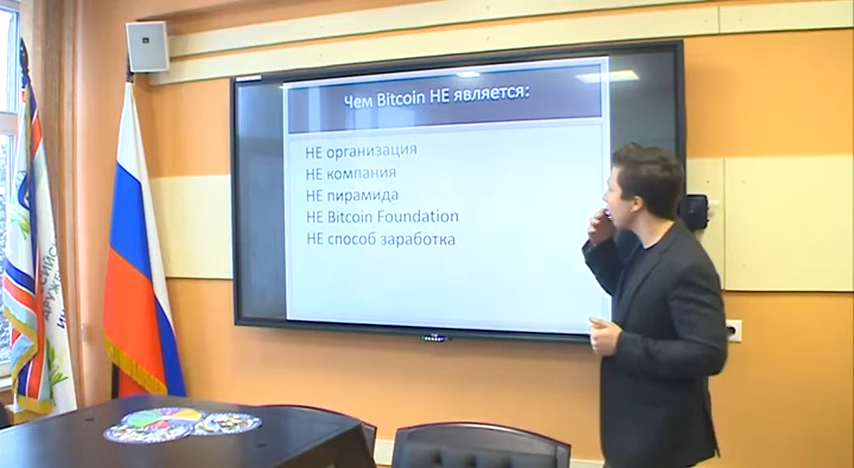 Чем Bitcoin НЕ является:
НЕ организация
НЕ компания
НЕ пирамида
НЕ Bitcoin Foundation
НЕ способ заработка